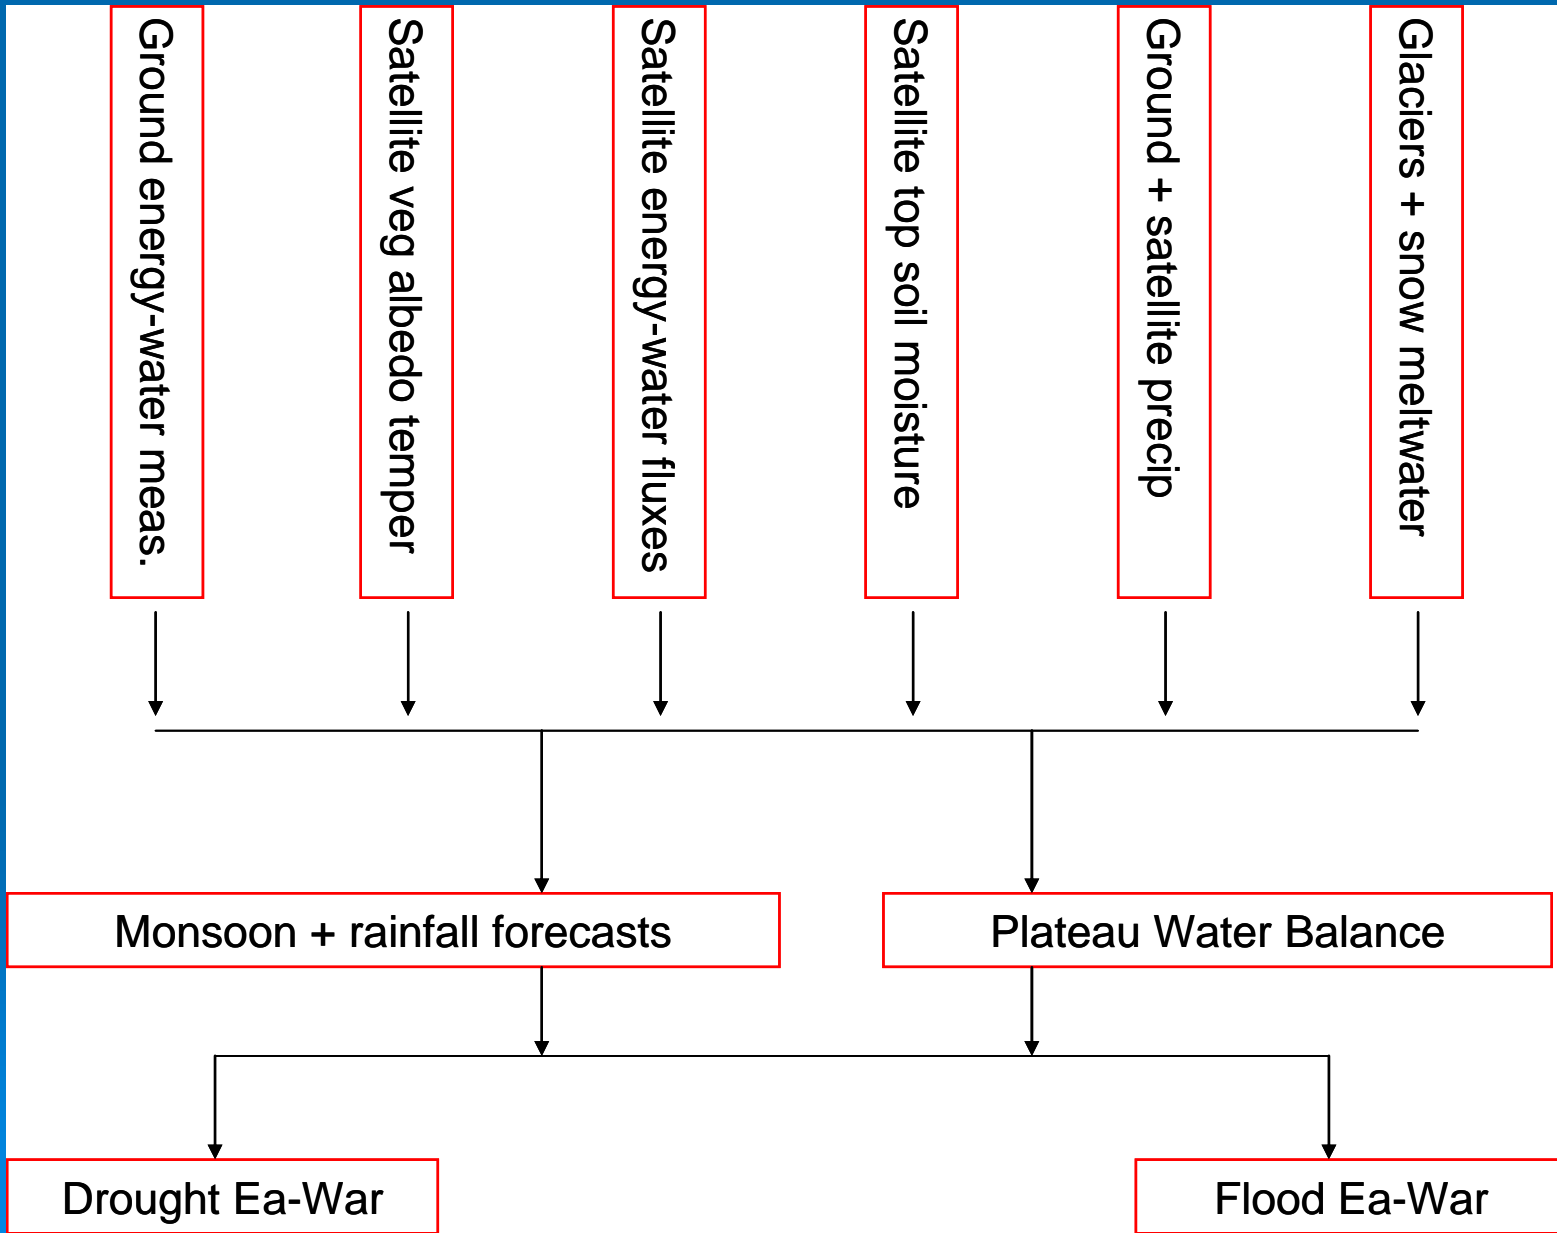 Ground energy-water meas.
Satellite veg albedo temper
Satellite energy-water fluxes
Satellite top soil moisture
Ground + satellite precip
Glaciers + snow meltwater
Monsoon + rainfall forecasts
Plateau Water Balance
Drought Ea-War
Flood Ea-War